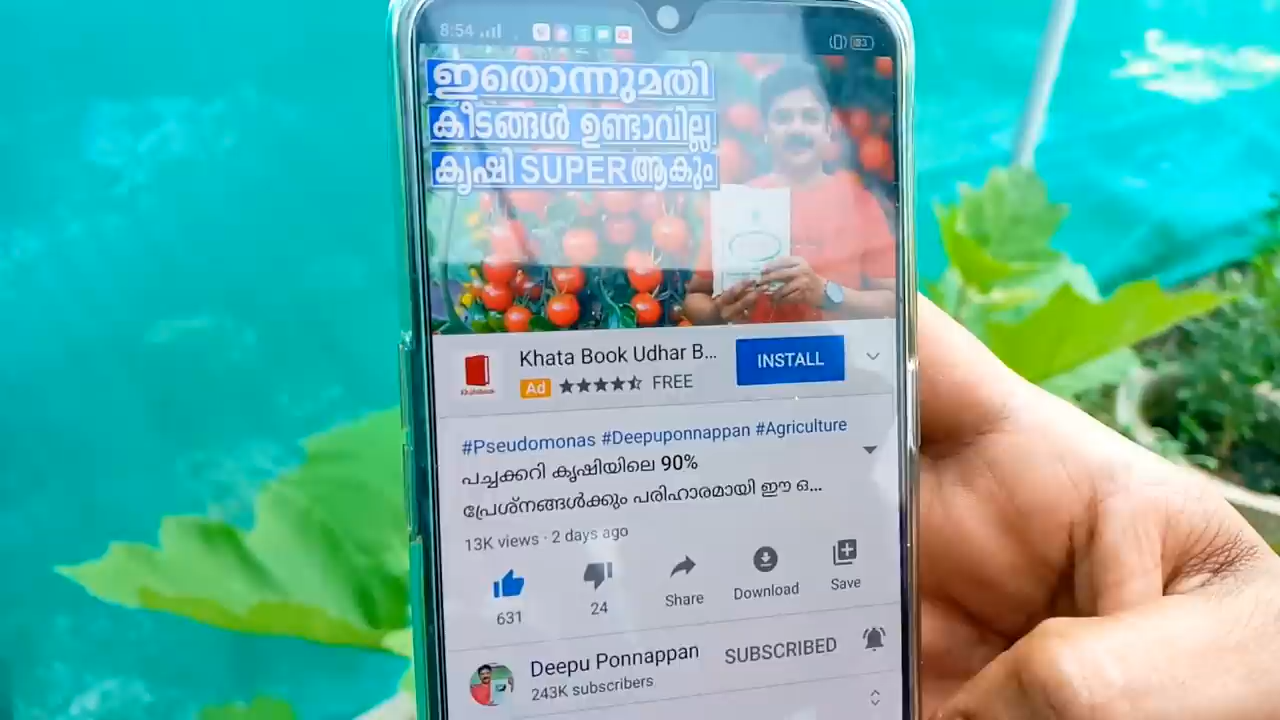 8:54
83
ഇതൊന്നുമതി
കീടങ്ങൾ ഉണ്ടാവില്ല
കൃഷി SUPER ആകും
Khata Book Udhar B...
INSTALL
Ad
FREE
#Pseudomonas #Deepuponnappan #Agriculture
പച്ചക്കറി കൃഷിയിലെ 90%
പ്രേശ്നങ്ങൾക്കും പരിഹാരമായി ഈ ഒ...
13K views · 2 days ago
631
24
Share
Download
Save
Deepu Ponnappan
SUBSCRIBED
243K subscribers